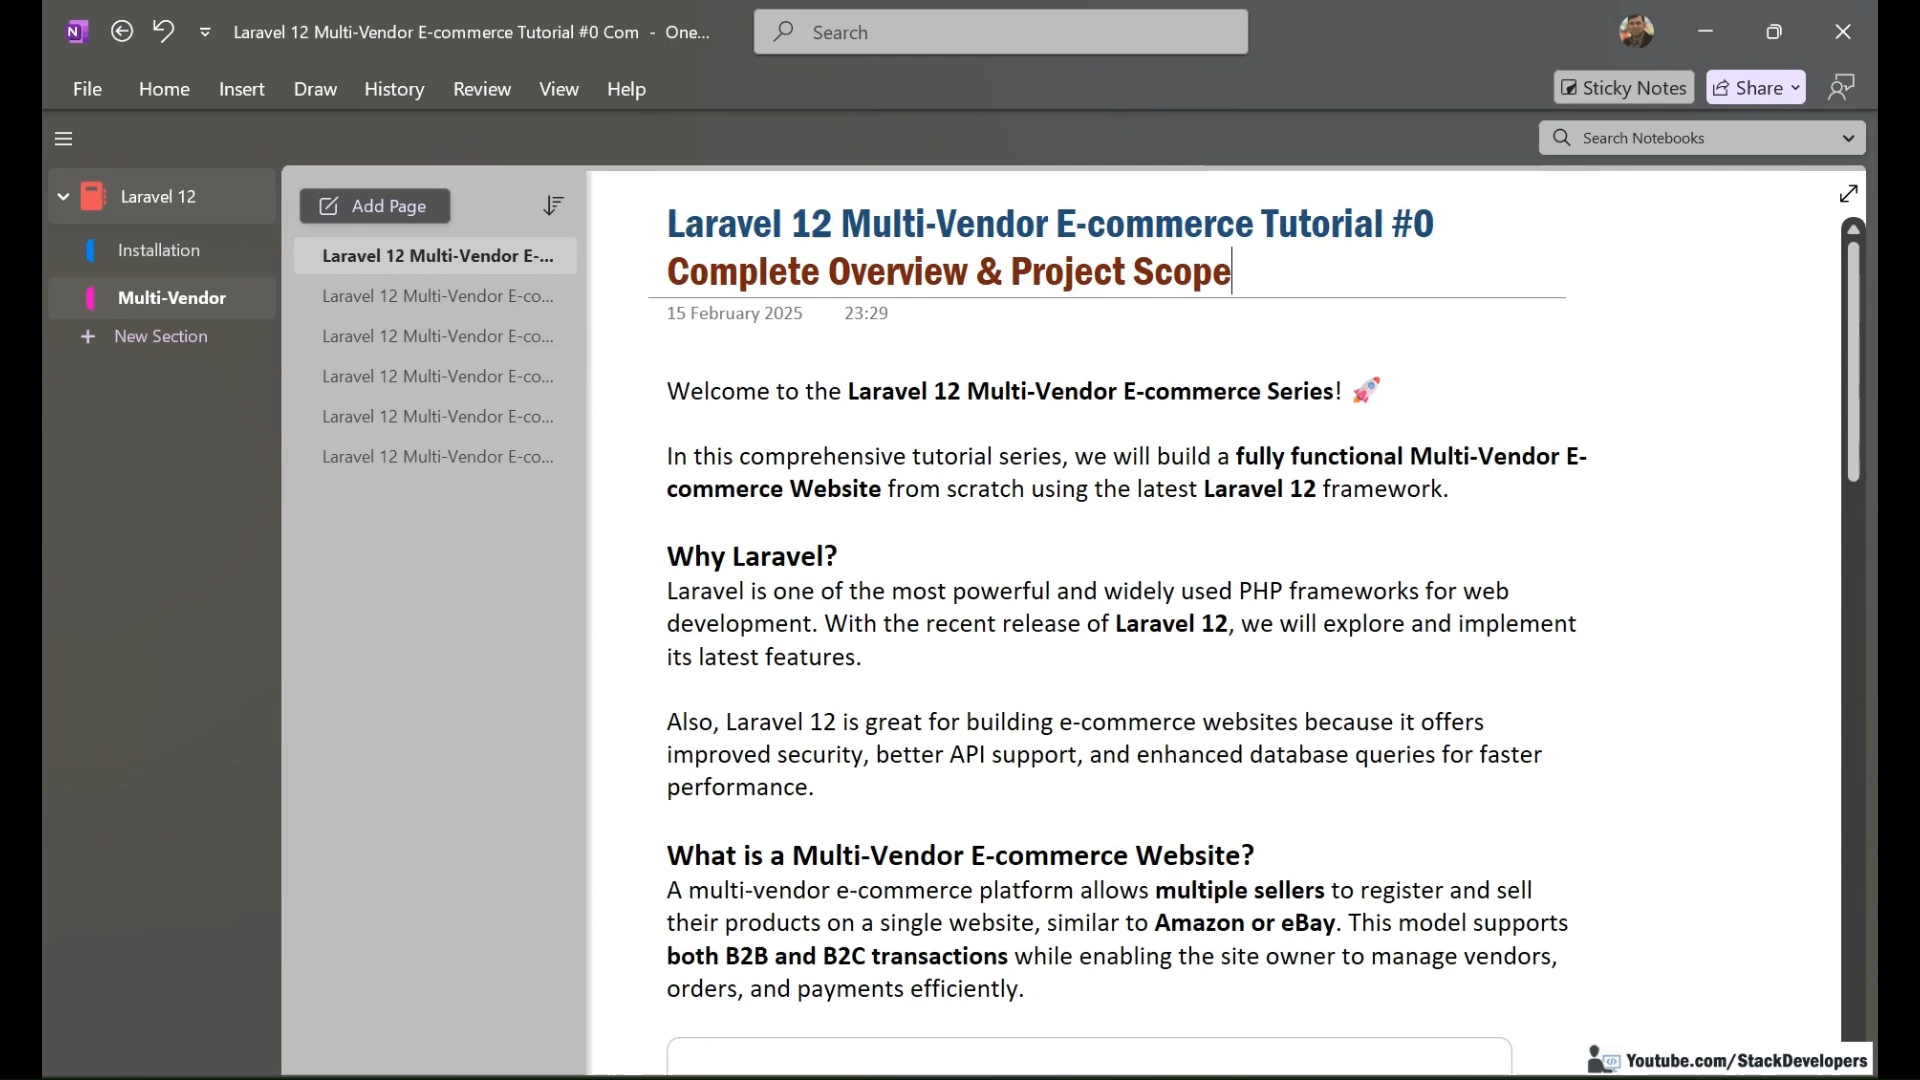 Laravel 12 Multi-Vendor E-commerce Tutorial #0 Com - One...
Search
File Home Insert Draw History Review View Help
Sticky Notes
Share
Search Notebooks
Laravel 12
Installation
Multi-Vendor
+ New Section
Add Page
Laravel 12 Multi-Vendor E-...
Laravel 12 Multi-Vendor E-co...
Laravel 12 Multi-Vendor E-co...
Laravel 12 Multi-Vendor E-co...
Laravel 12 Multi-Vendor E-co...
Laravel 12 Multi-Vendor E-co...
Laravel 12 Multi-Vendor E-commerce Tutorial #0
Complete Overview & Project Scope
15 February 2025 23:29
Welcome to the Laravel 12 Multi-Vendor E-commerce Series! 🚀
In this comprehensive tutorial series, we will build a fully functional Multi-Vendor E-
commerce Website from scratch using the latest Laravel 12 framework.
Why Laravel?
Laravel is one of the most powerful and widely used PHP frameworks for web
development. With the recent release of Laravel 12, we will explore and implement
its latest features.
Also, Laravel 12 is great for building e-commerce websites because it offers
improved security, better API support, and enhanced database queries for faster
performance.
What is a Multi-Vendor E-commerce Website?
A multi-vendor e-commerce platform allows multiple sellers to register and sell
their products on a single website, similar to Amazon or eBay. This model supports
both B2B and B2C transactions while enabling the site owner to manage vendors,
orders, and payments efficiently.
Youtube.com/StackDevelopers